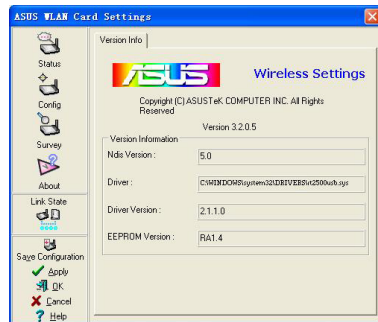 ASUS WLAN Card Settings
Status
Config
Survey
About
Link State
Save Configuration
Apply
OK
Cancel
Help
Version Info
ASUS
Wireless Settings
Copyright (C) ASUSTeK COMPUTER INC. All Rights
Reserved
Version 3.2.0.5
Version Information
Ndis Version :
5.0
Driver :
C:\WINDOWS\system32\DRIVERS\rt2500usb.sys
Driver Version :
2.1.1.0
EEPROM Version :
RA1.4